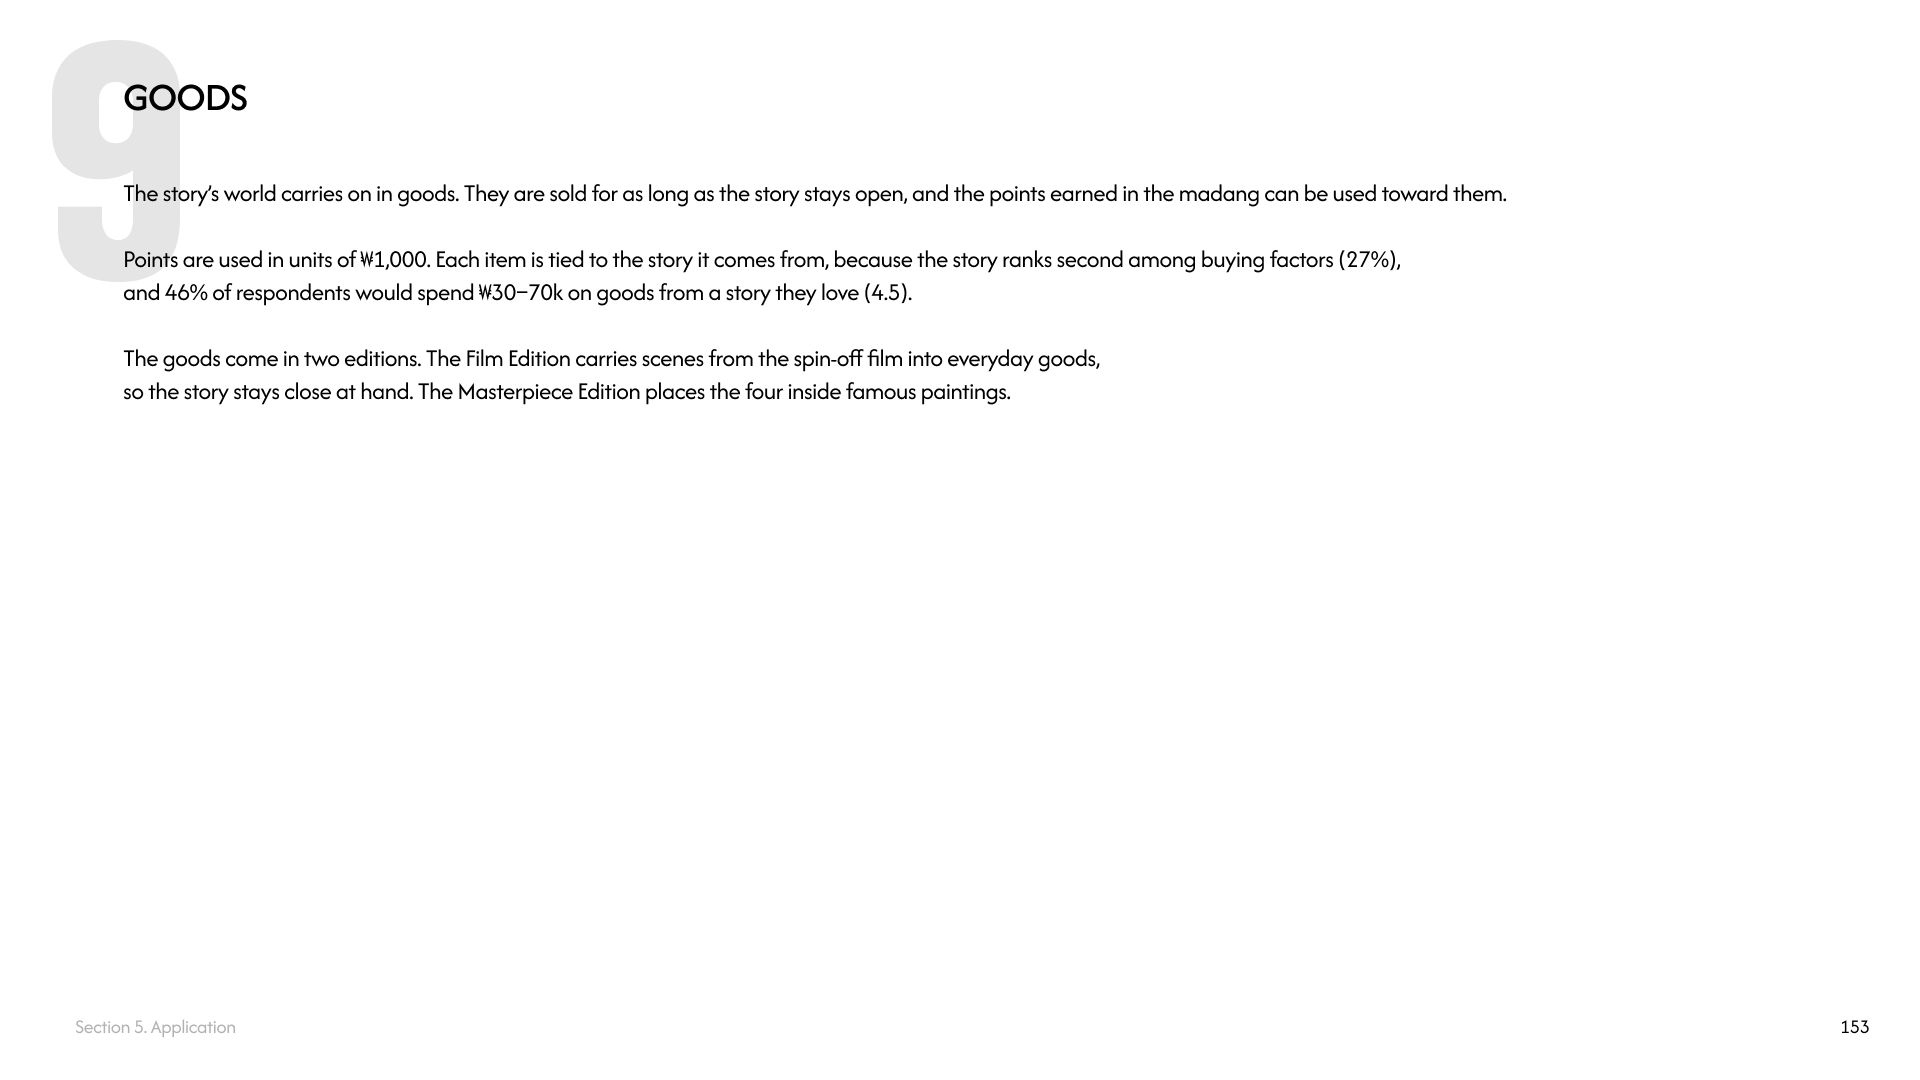 9
GOODS
The story’s world carries on in goods. They are sold for as long as the story stays open, and the points earned in the madang can be used toward them.
Points are used in units of ₩1,000. Each item is tied to the story it comes from, because the story ranks second among buying factors (27%),
and 46% of respondents would spend ₩30–70k on goods from a story they love (4.5).
The goods come in two editions. The Film Edition carries scenes from the spin-off film into everyday goods,
so the story stays close at hand. The Masterpiece Edition places the four inside famous paintings.
Section 5. Application
153